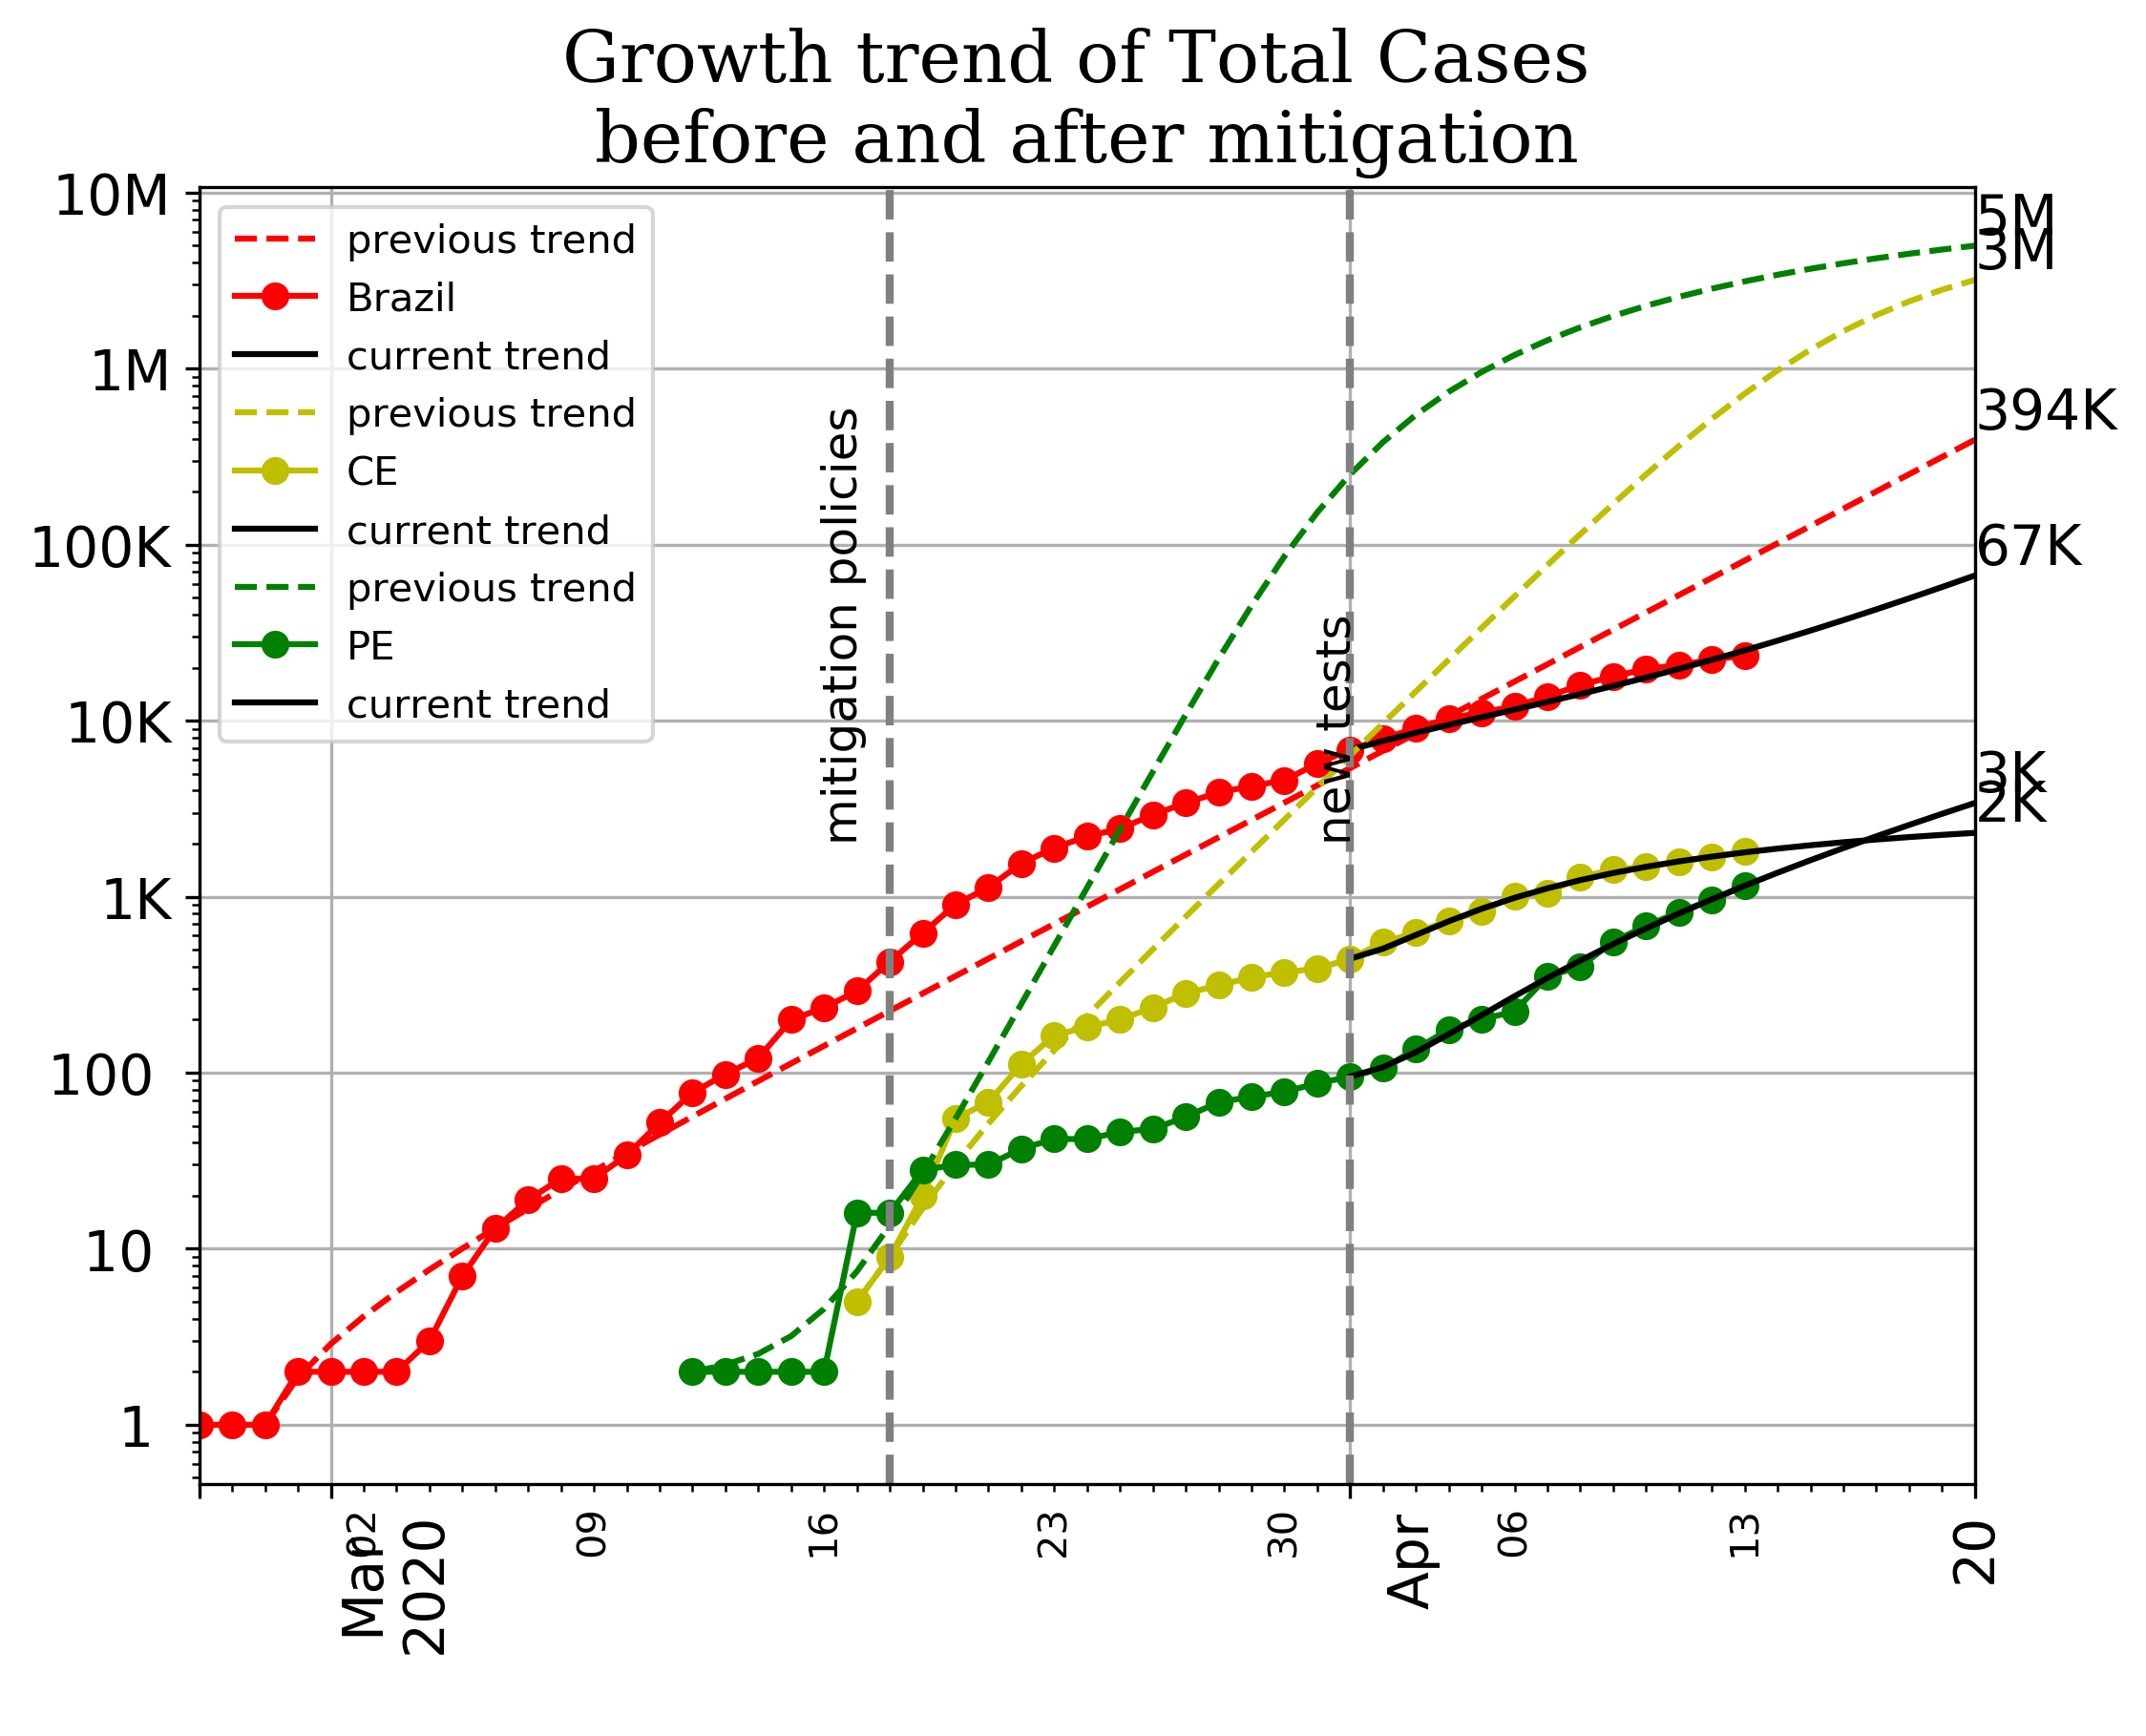 Growth trend of Total Cases
before and after mitigation
10M
1M
100K
10K
1K
100
10
1
previous trend
Brazil
current trend
previous trend
CE
current trend
previous trend
PE
current trend
mitigation policies
new tests
5M
3M
394K
67K
3K
2K
02
09
16
23
30
06
13
20
Mar
2020
Apr